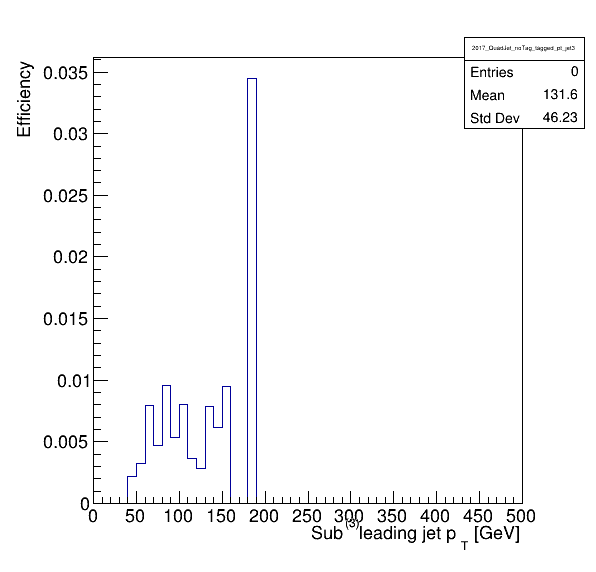 2017_QuadJet_noTag_tagged_pt_jet3
Entries 0
Mean 131.6
Std Dev 46.23
Efficiency
0.035
0.03
0.025
0.02
0.015
0.01
0.005
0
0 50 100 150 200 250 300 350 400 450 500
Sub(3)leading jet p T [GeV]